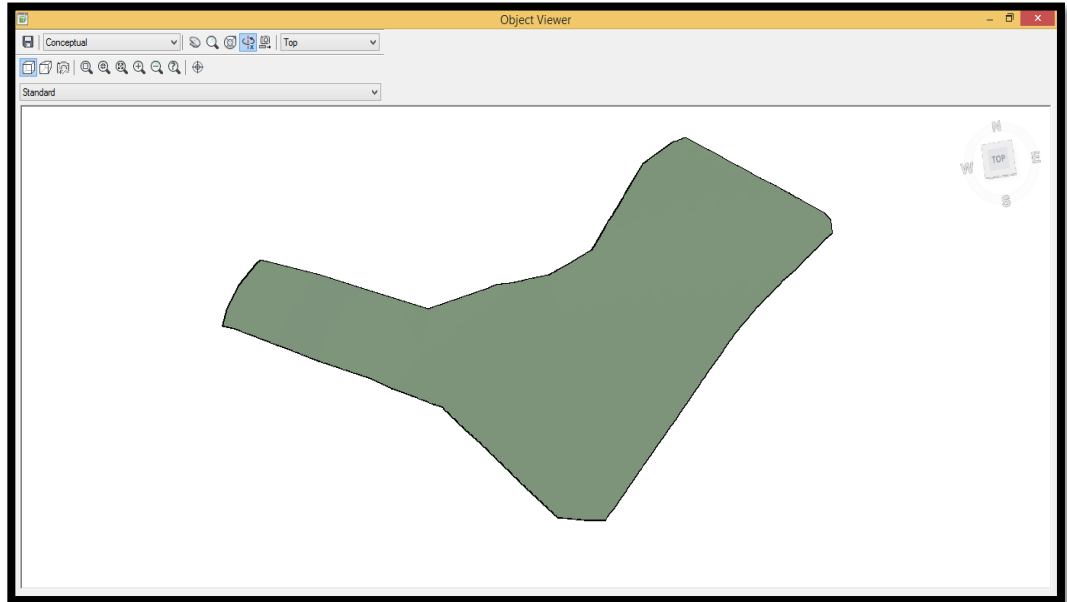 Object Viewer
Conceptual
Top
Standard
N
W
TOP
E
S